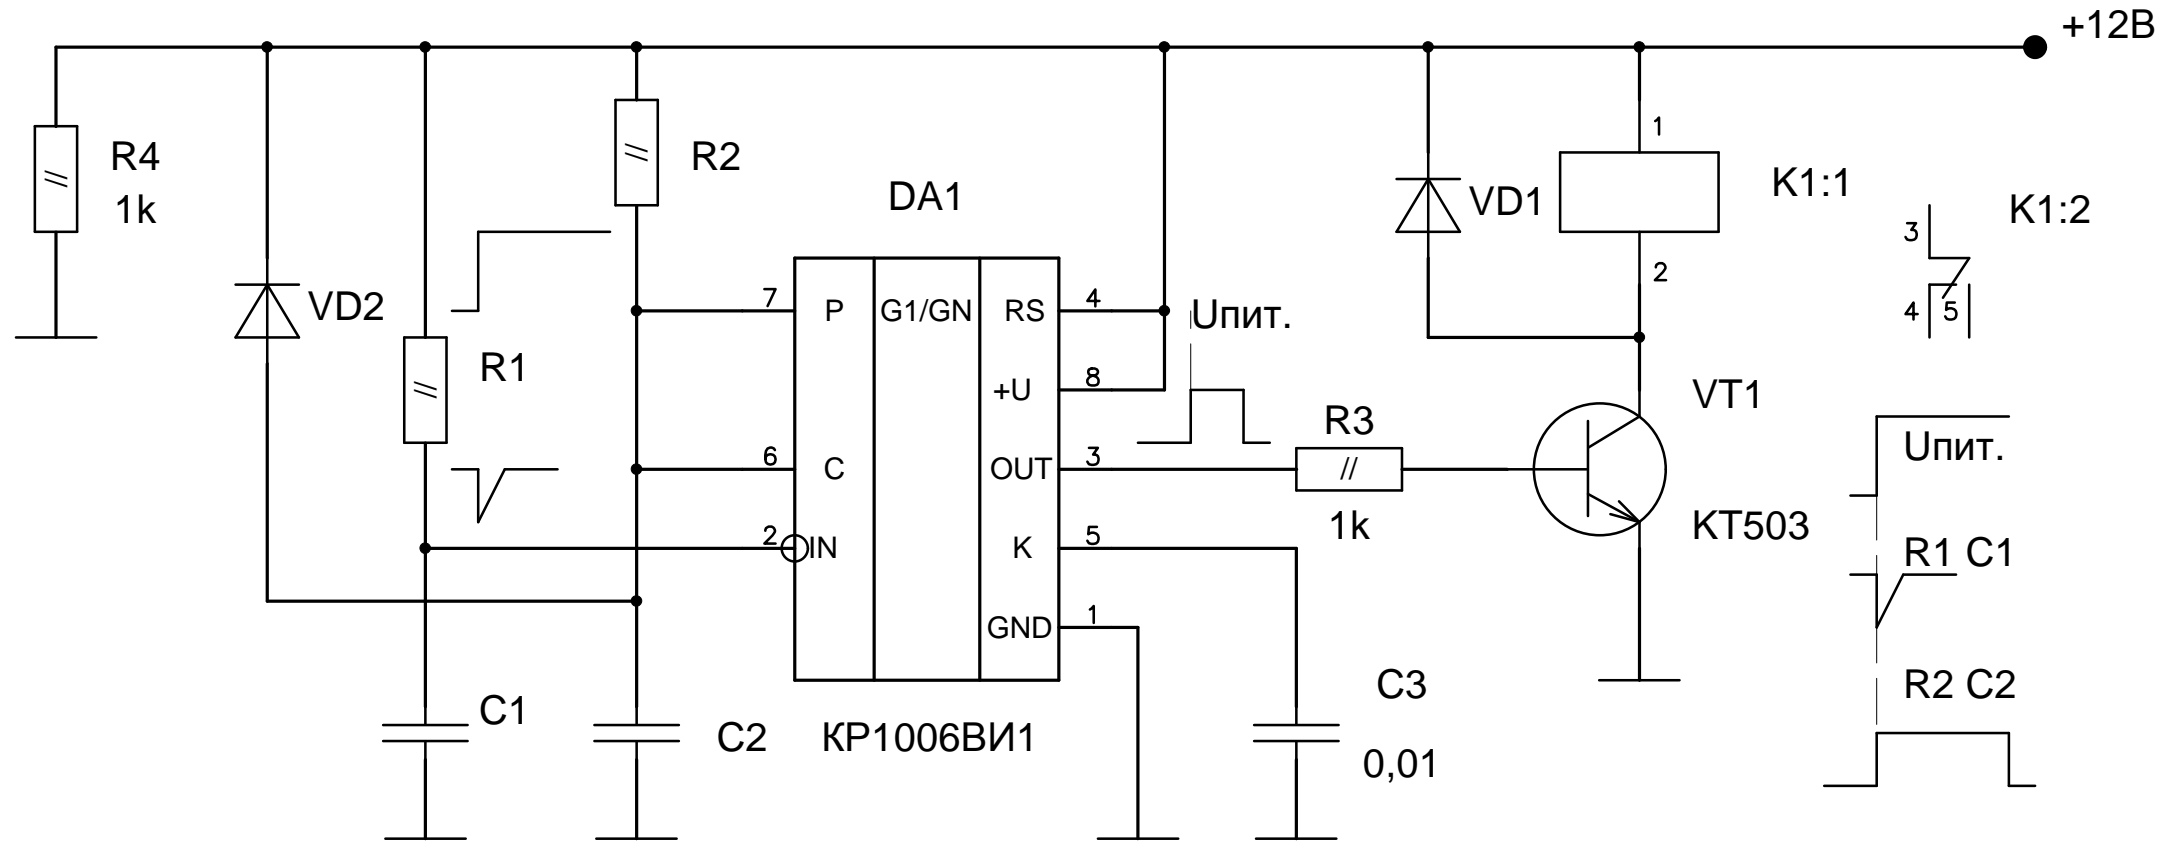 +12В
R4
1k
VD2
R1
R2
DA1
7
6
2
P
C
IN
G1/GN
RS
+U
OUT
K
GND
4
8
3
5
1
КР1006ВИ1
Uпит.
R3
1k
VD1
1
2
K1:1
K1:2
3
4
5
VT1
KT503
Uпит.
R1 C1
R2 C2
C1
C2
C3
0,01